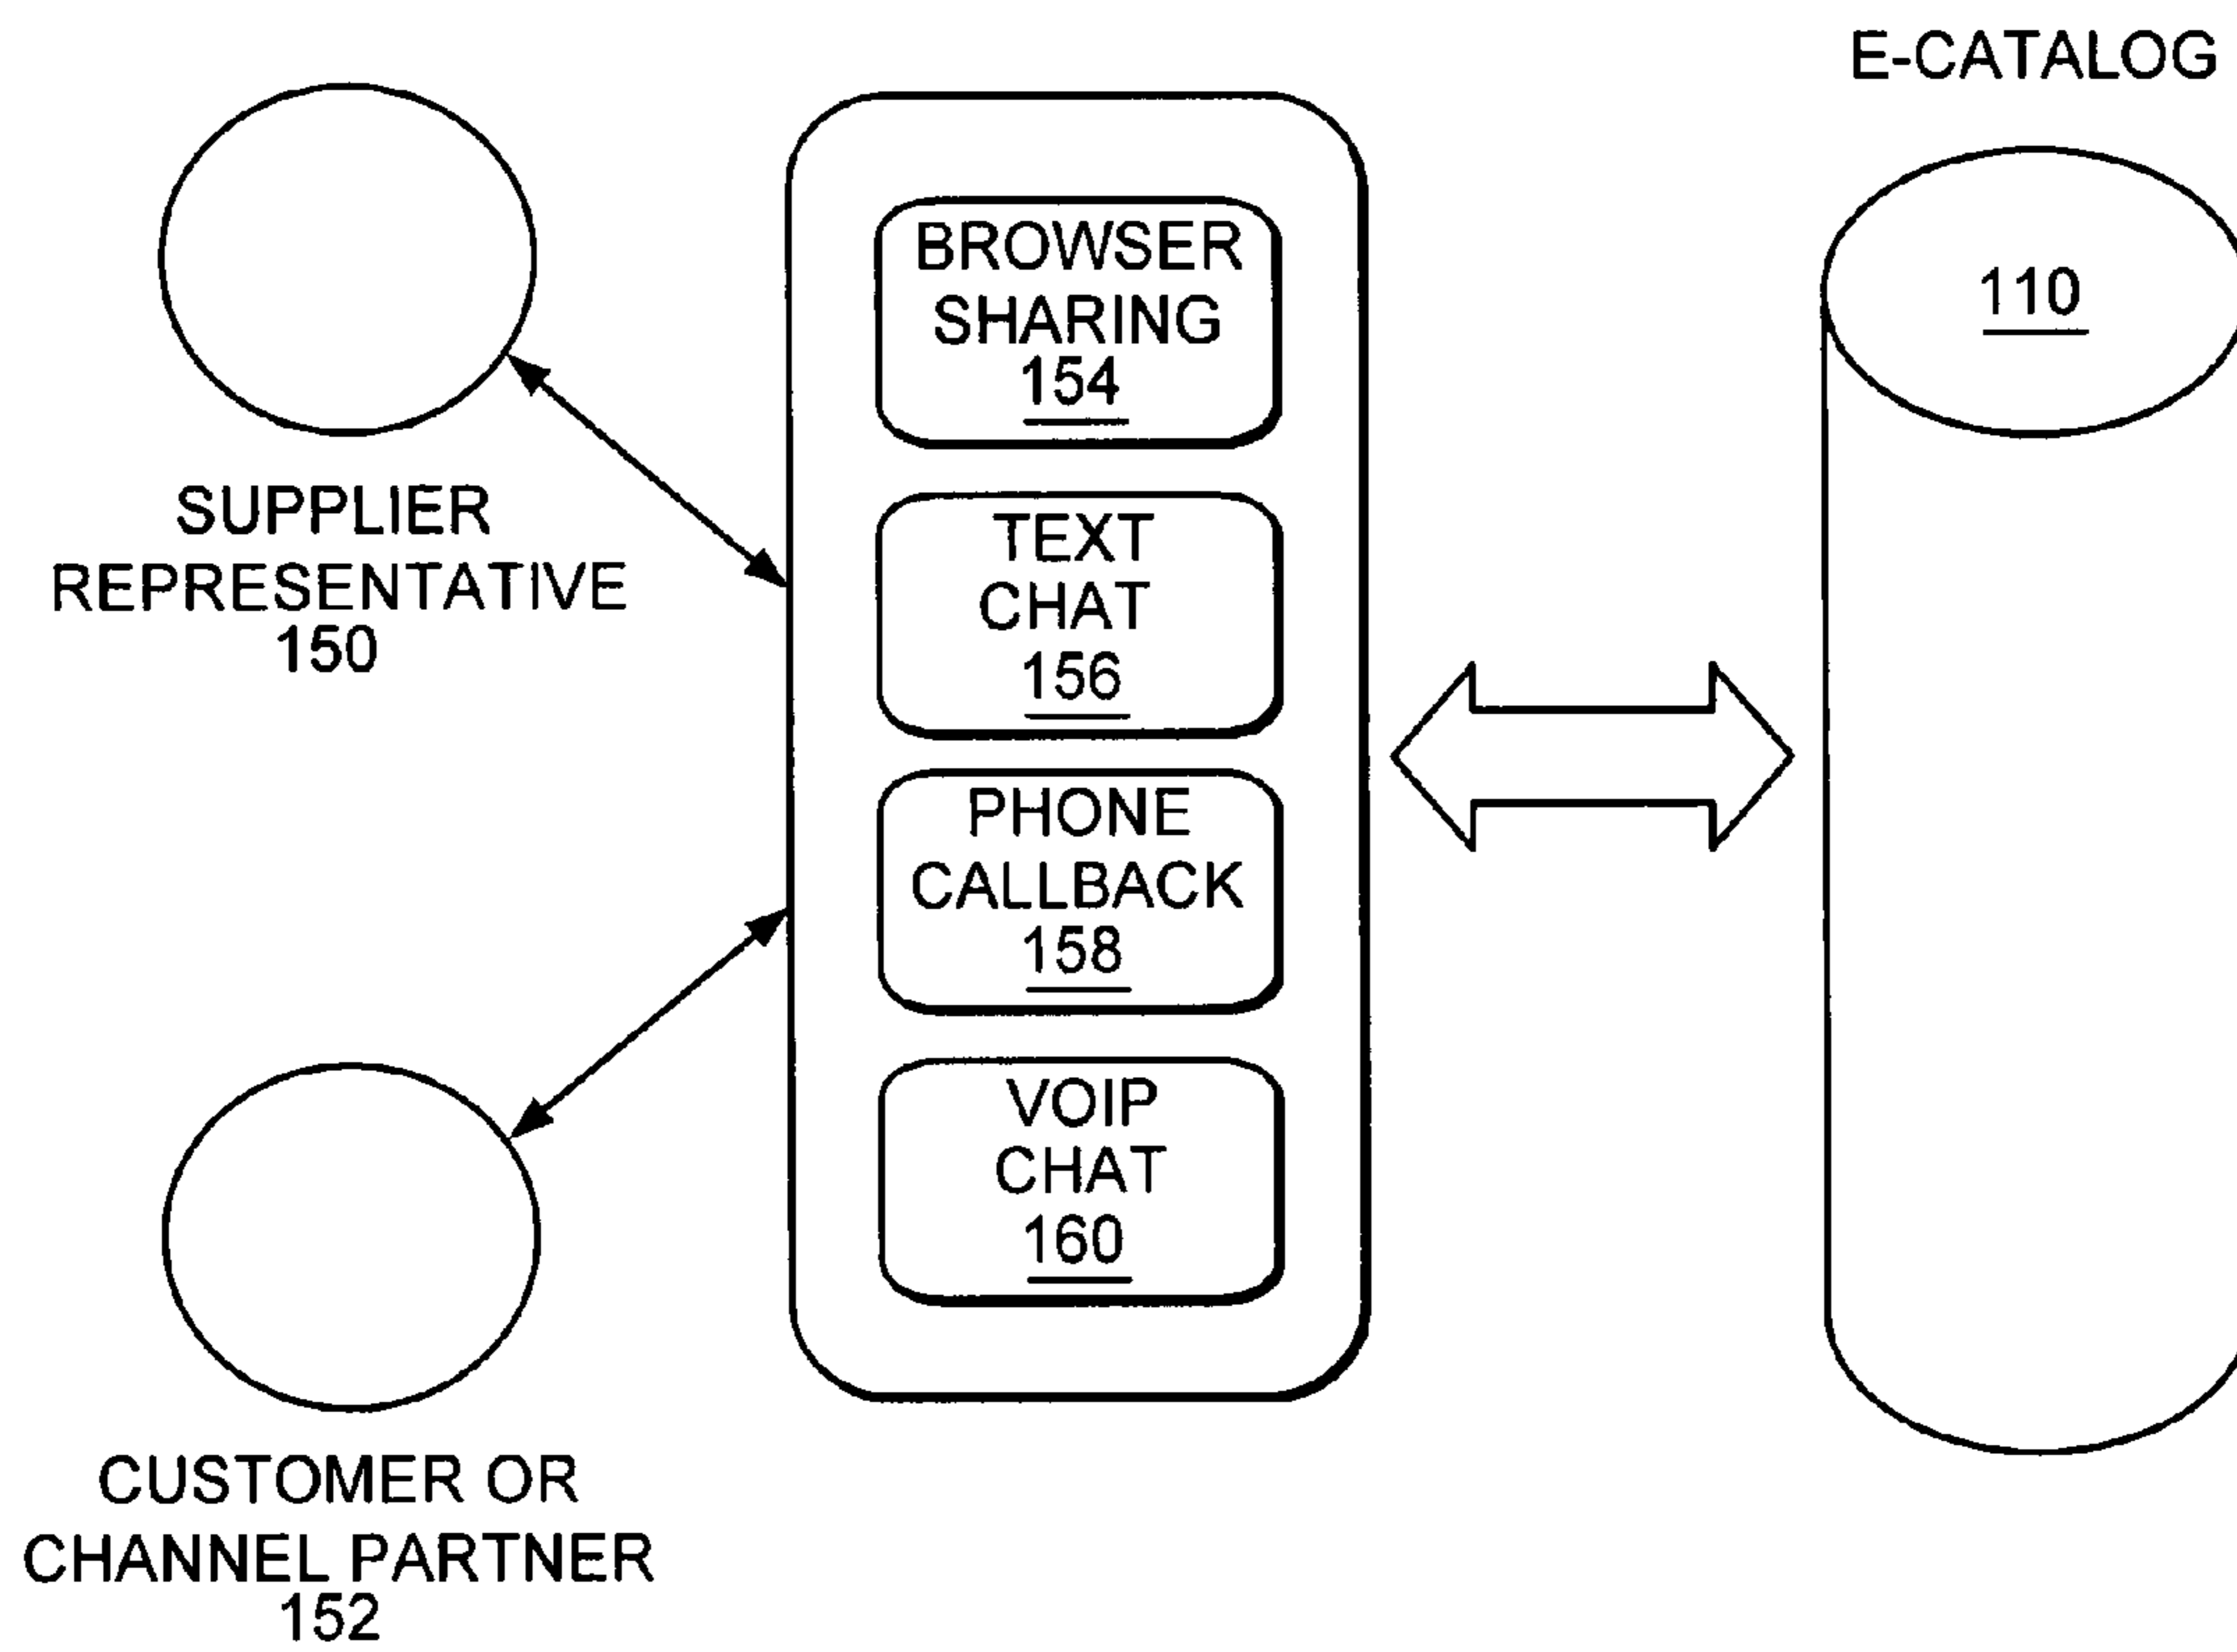 E-CATALOG
110
SUPPLIER
REPRESENTATIVE
150
BROWSER
SHARING
154
TEXT
CHAT
156
PHONE
CALLBACK
158
VOIP
CHAT
160
CUSTOMER OR
CHANNEL PARTNER
152